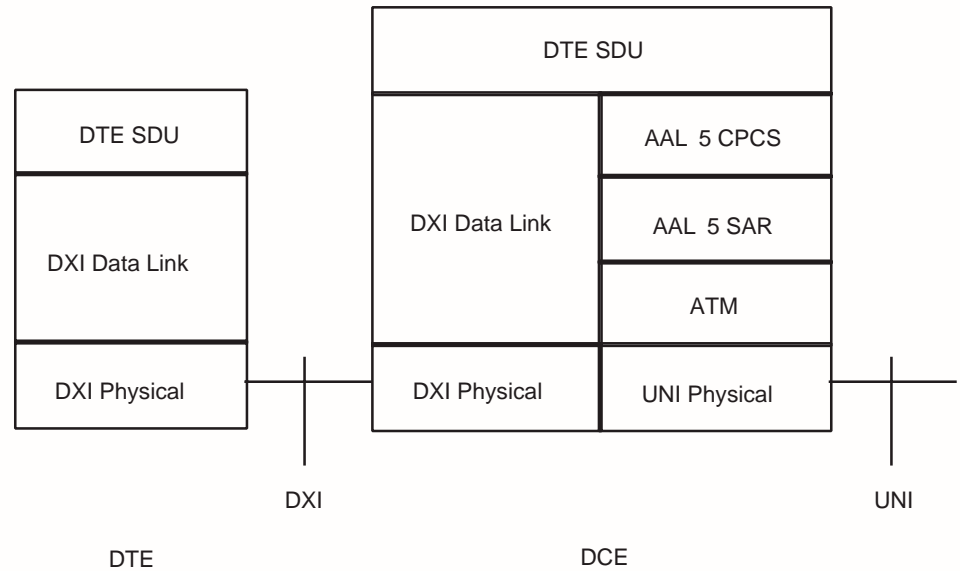 DTE SDU
DXI Data Link
DXI Physical
DTE SDU
DXI Data Link
AAL 5 CPCS
AAL 5 SAR
ATM
DXI Physical
UNI Physical
DXI
UNI
DTE
DCE